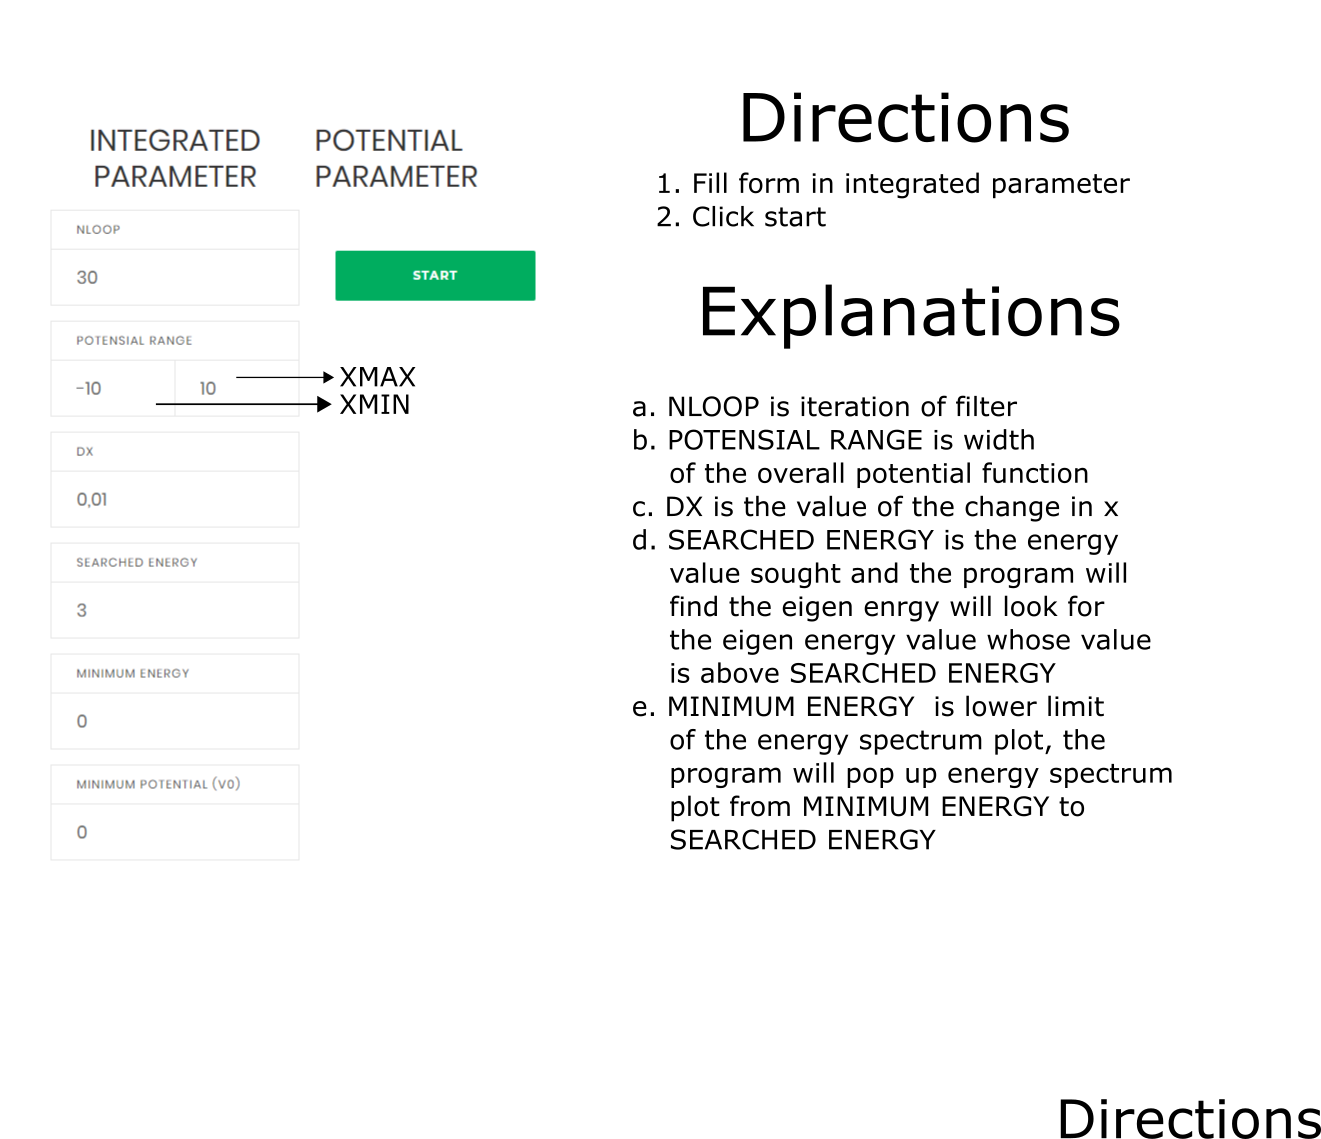 INTEGRATED
PARAMETER
POTENTIAL
PARAMETER
NLOOP
30
START
POTENSIAL RANGE
-10
10
XMAX
XMIN
DX
0,01
SEARCHED ENERGY
3
MINIMUM ENERGY
0
MINIMUM POTENTIAL (V0)
0
Directions
1. Fill form in integrated parameter
2. Click start
Explanations
a. NLOOP is iteration of filter
b. POTENSIAL RANGE is width
of the overall potential function
c. DX is the value of the change in x
d. SEARCHED ENERGY is the energy
value sought and the program will
find the eigen enrgy will look for
the eigen energy value whose value
is above SEARCHED ENERGY
e. MINIMUM ENERGY  is lower limit
of the energy spectrum plot, the
program will pop up energy spectrum
plot from MINIMUM ENERGY to
SEARCHED ENERGY
Directions